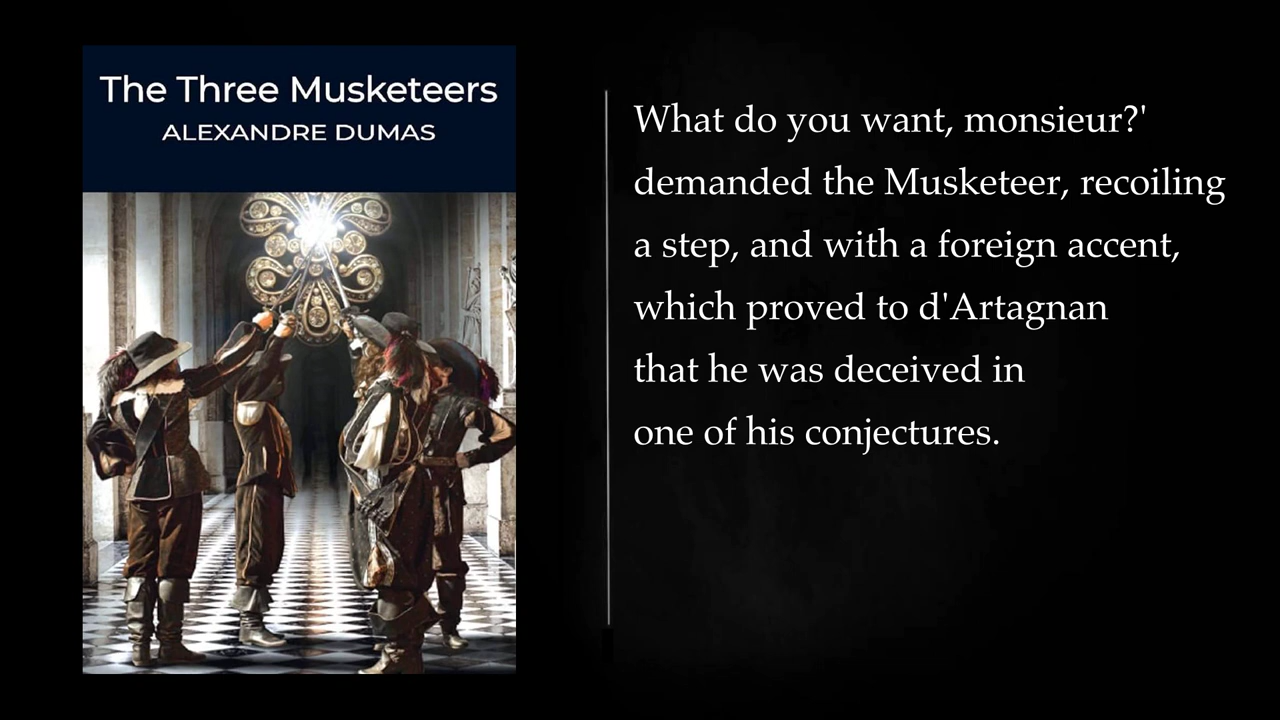 The Three Musketeers
ALEXANDRE DUMAS
What do you want, monsieur?'
demanded the Musketeer, recoiling
a step, and with a foreign accent,
which proved to d'Artagnan
that he was deceived in
one of his conjectures.